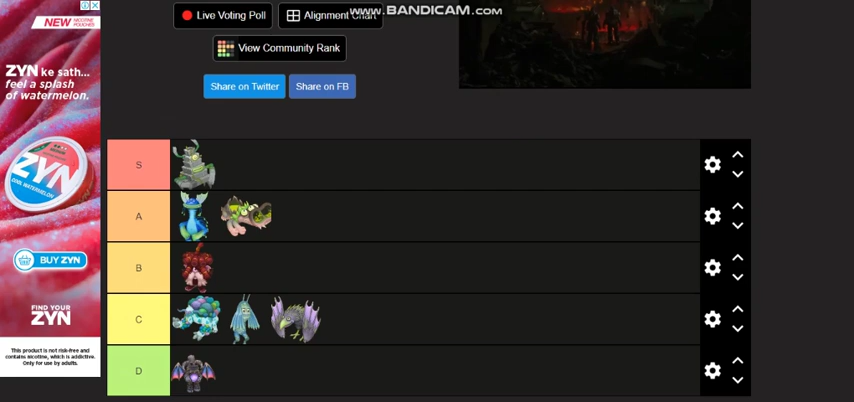 NEW NICOTINE POUCHES
ZYN ke sath...
feel a splash
of watermelon.
ZYN
COOL WATERMELON
BUY ZYN
FIND YOUR
ZYN
This product is not risk-free and
contains nicotine, which is addictive.
Only for use by adults.
www.BANDICAM.com
Live Voting Poll
Alignment Chart
View Community Rank
Share on Twitter
Share on FB
S
A
B
C
D